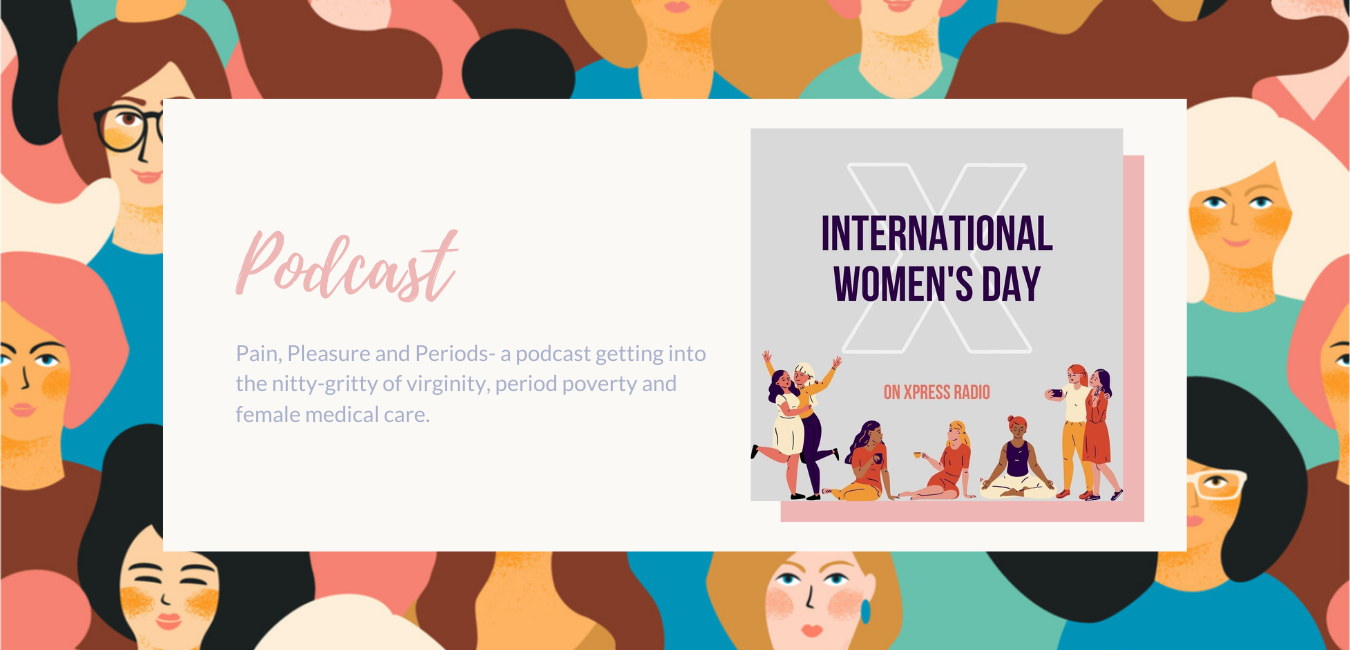 Podcast
Pain, Pleasure and Periods- a podcast getting into
the nitty-gritty of virginity, period poverty and
female medical care.
X
INTERNATIONAL
WOMEN'S DAY
ON XPRESS RADIO